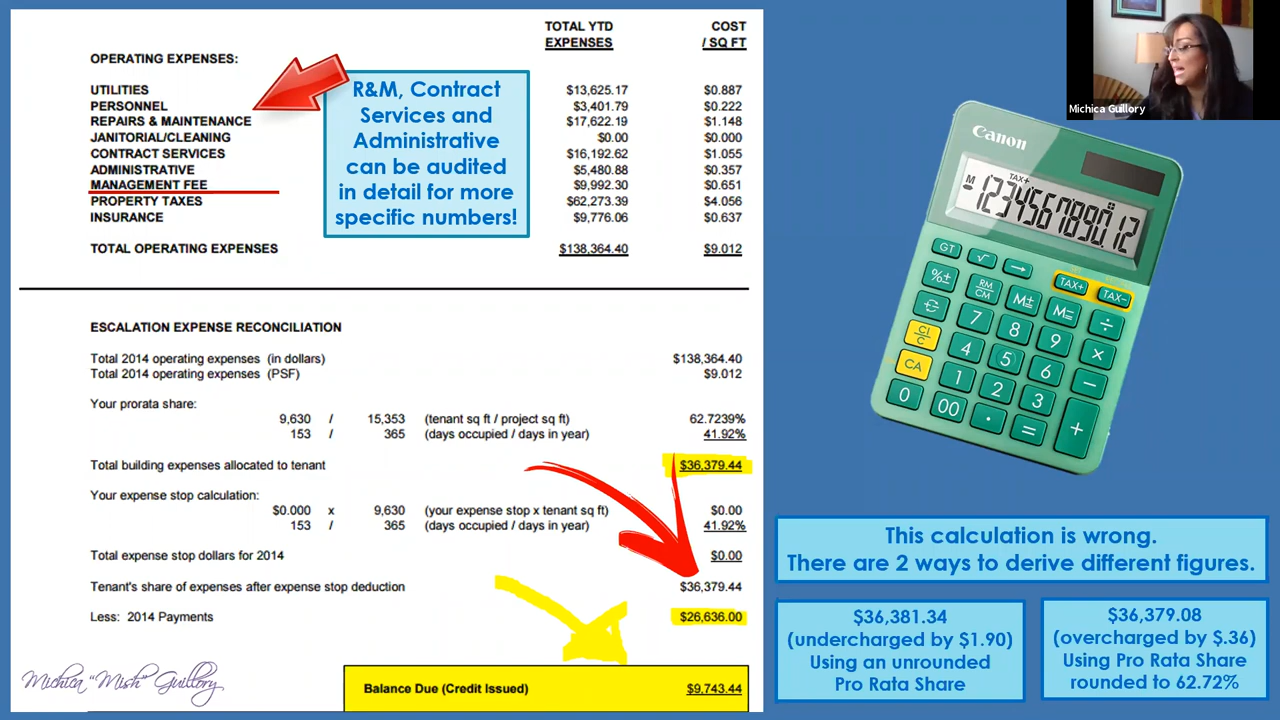 TOTAL YTD COST
EXPENSES / SQ FT
OPERATING EXPENSES:
UTILITIES $13,625.17 $0.887
PERSONNEL $3,401.79 $0.222
REPAIRS & MAINTENANCE $17,622.19 $1.148
JANITORIAL/CLEANING $0.00 $0.000
CONTRACT SERVICES $16,192.62 $1.055
ADMINISTRATIVE $5,480.88 $0.357
MANAGEMENT FEE $9,992.30 $0.651
PROPERTY TAXES $62,273.39 $4.056
INSURANCE $9,776.06 $0.637
TOTAL OPERATING EXPENSES $138,364.40 $9.012
R&M, Contract
Services and
Administrative
can be audited
in detail for more
specific numbers!
ESCALATION EXPENSE RECONCILIATION
Total 2014 operating expenses (in dollars) $138,364.40
Total 2014 operating expenses (PSF) $9.012
Your prorata share:
9,630 / 15,353 (tenant sq ft / project sq ft) 62.7239%
153 / 365 (days occupied / days in year) 41.92%
Total building expenses allocated to tenant $36,379.44
Your expense stop calculation:
$0.000 x 9,630 (your expense stop x tenant sq ft) $0.00
153 / 365 (days occupied / days in year) 41.92%
Total expense stop dollars for 2014 $0.00
Tenant's share of expenses after expense stop deduction $36,379.44
Less: 2014 Payments $26,636.00
Balance Due (Credit Issued) $9,743.44
Michica "Mish" Guillory
Michica Guillory
Canon
TAX+
M
-123456789012
GT √ → TAX+ TAX-
%± RM/CM M± M= ÷
7 8 9 ×
CI/C 4 5 6 −
CA 1 2 3 +
0 00 . =
This calculation is wrong.
There are 2 ways to derive different figures.
$36,381.34
(undercharged by $1.90)
Using an unrounded
Pro Rata Share
$36,379.08
(overcharged by $.36)
Using Pro Rata Share
rounded to 62.72%